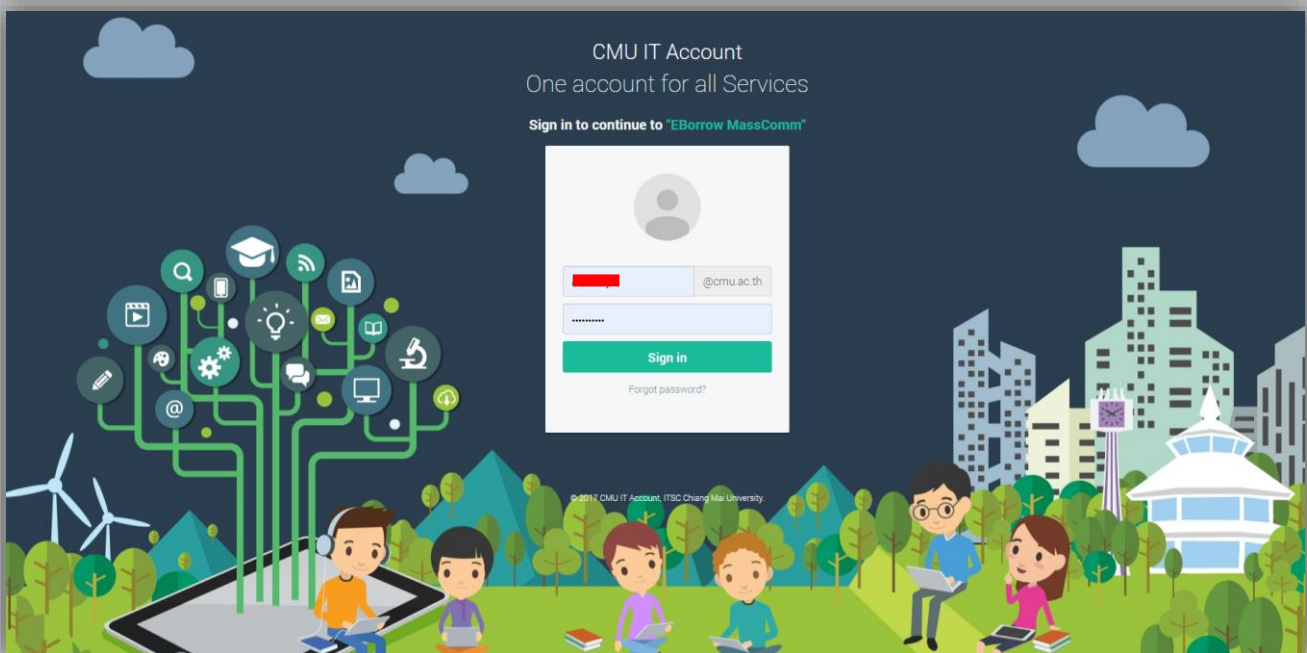 CMU IT Account
One account for all Services
Sign in to continue to "EBorrow MassComm"
@cmu.ac.th
Sign in
Forgot password?
© 2017 CMU IT Account, ITSC Chiang Mai University.
@